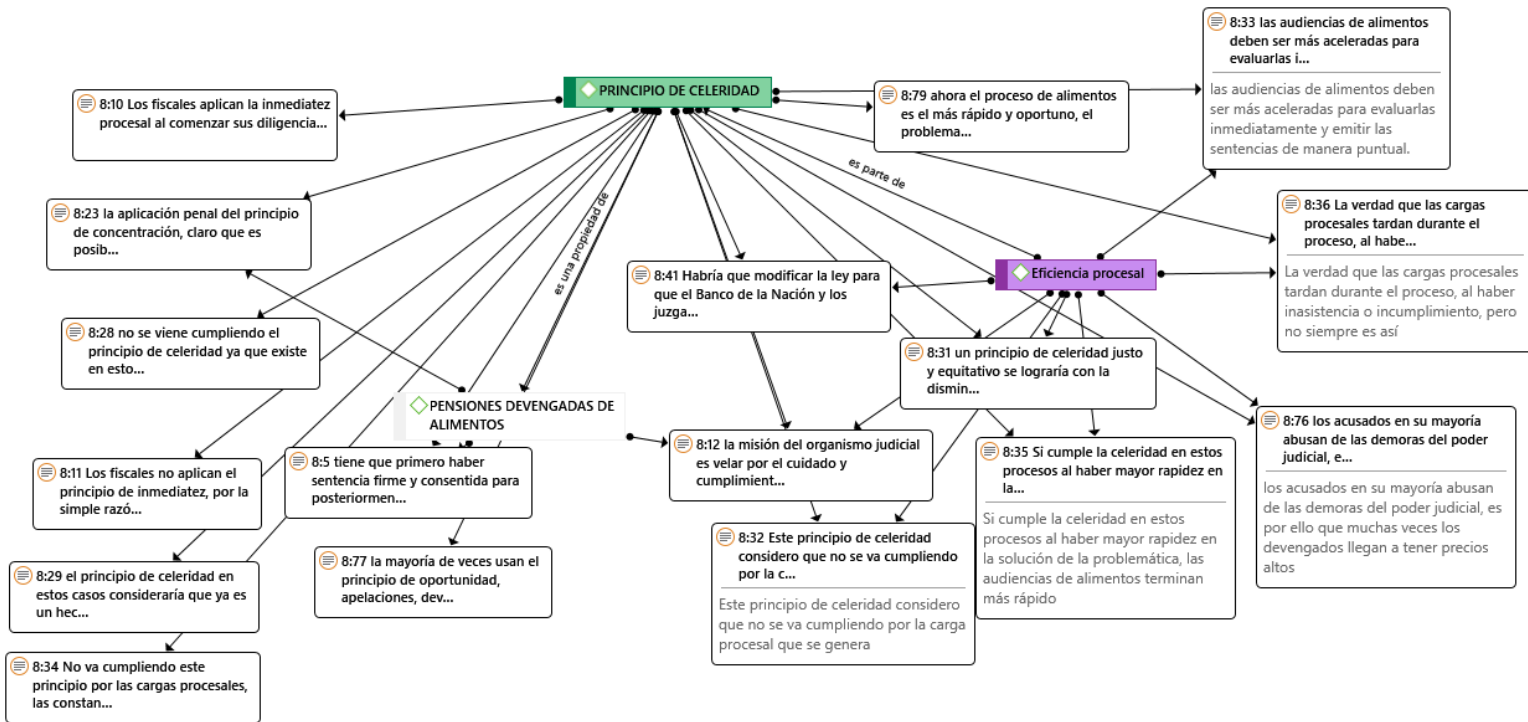 8:33 las audiencias de alimentos
deben ser más aceleradas para
evaluarlas i...
las audiencias de alimentos deben
ser más aceleradas para
evaluarlas inmediatamente y emitir las
sentencias de manera puntual.
PRINCIPIO DE CELERIDAD
8:10 Los fiscales aplican la inmediatez
procesal al comenzar sus diligencia...
8:79 ahora el proceso de alimentos
es el más rápido y oportuno, el
problema...
es parte de
es una propiedad de
8:23 la aplicación penal del principio
de concentración, claro que es
posib...
8:36 La verdad que las cargas
procesales tardan durante el
proceso, al habe...
La verdad que las cargas procesales
tardan durante el proceso, al haber
inasistencia o incumplimiento, pero
no siempre es así
8:41 Habría que modificar la ley para
que el Banco de la Nación y los
juzga...
Eficiencia procesal
8:28 no se viene cumpliendo el
principio de celeridad ya que existe
en esto...
8:31 un principio de celeridad justo
y equitativo se lograría con la
dismin...
PENSIONES DEVENGADAS DE
ALIMENTOS
8:76 los acusados en su mayoría
abusan de las demoras del poder
judicial, e...
los acusados en su mayoría abusan
de las demoras del poder judicial, es
por ello que muchas veces los
devengados llegan a tener precios
altos
8:12 la misión del organismo judicial
es velar por el cuidado y
cumplimient...
8:5 tiene que primero haber
sentencia firme y consentida para
posteriormen...
8:35 Si cumple la celeridad en estos
procesos al haber mayor rapidez en
la...
Si cumple la celeridad en estos
procesos al haber mayor rapidez en
la solución de la problemática, las
audiencias de alimentos terminan
más rápido
8:11 Los fiscales no aplican el
principio de inmediatez, por la
simple razó...
8:32 Este principio de celeridad
considero que no se va cumpliendo
por la c...
Este principio de celeridad considero
que no se va cumpliendo por la carga
procesal que se genera
8:77 la mayoría de veces usan el
principio de oportunidad,
apelaciones, dev...
8:29 el principio de celeridad en
estos casos consideraría que ya es
un hec...
8:34 No va cumpliendo este
principio por las cargas procesales,
las constan...